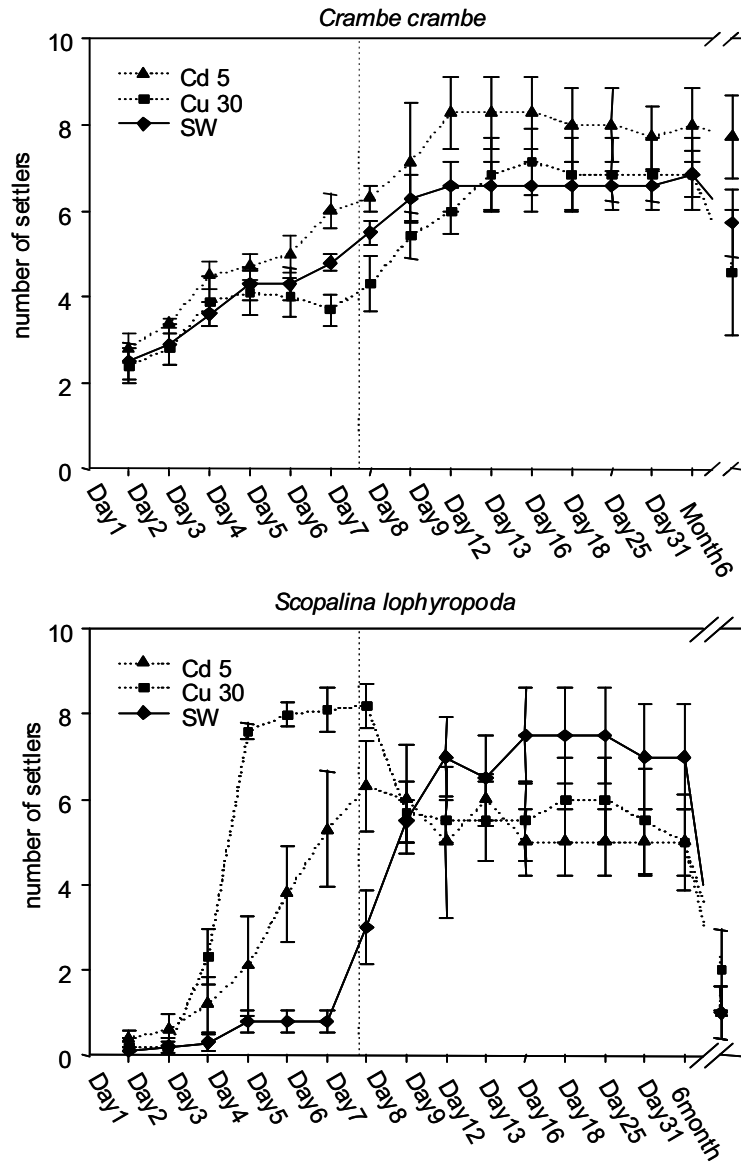 Crambe crambe
10
8
6
4
2
0
number of settlers
Cd 5
Cu 30
SW
Day1
Day2
Day3
Day4
Day5
Day6
Day7
Day8
Day9
Day12
Day13
Day16
Day18
Day25
Day31
Month6
Scopalina lophyropoda
10
8
6
4
2
0
number of settlers
Cd 5
Cu 30
SW
Day1
Day2
Day3
Day4
Day5
Day6
Day7
Day8
Day9
Day12
Day13
Day16
Day18
Day25
Day31
6month